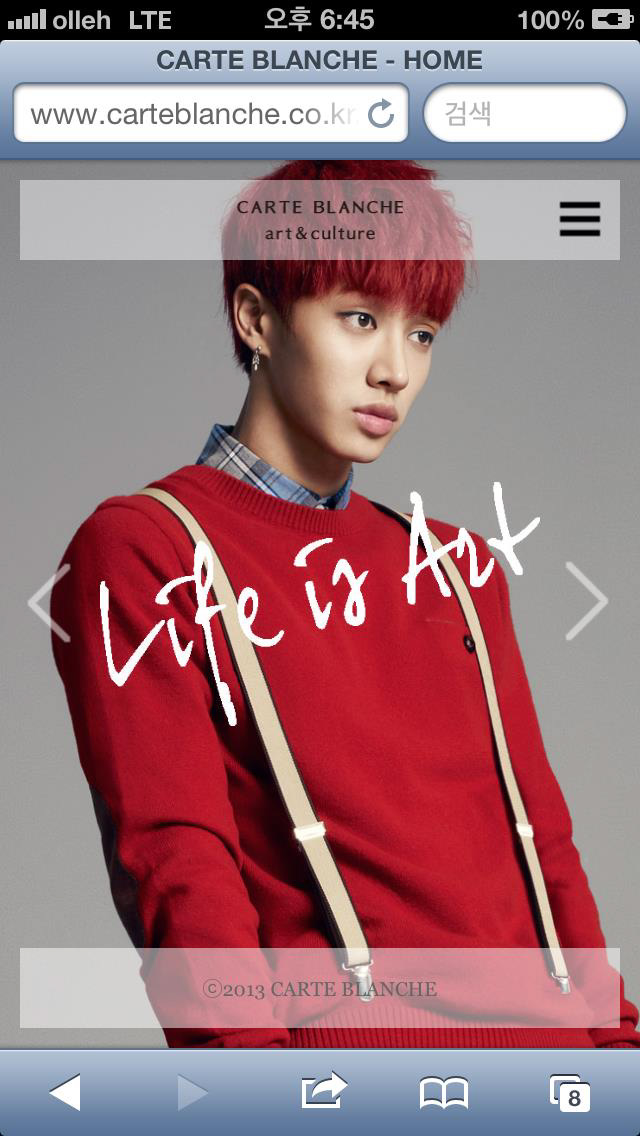 olleh LTE 오후 6:45 100%
CARTE BLANCHE - HOME
www.carteblanche.co.kr 검색
CARTE BLANCHE
art&culture
Life is Art
ⓒ2013 CARTE BLANCHE
8